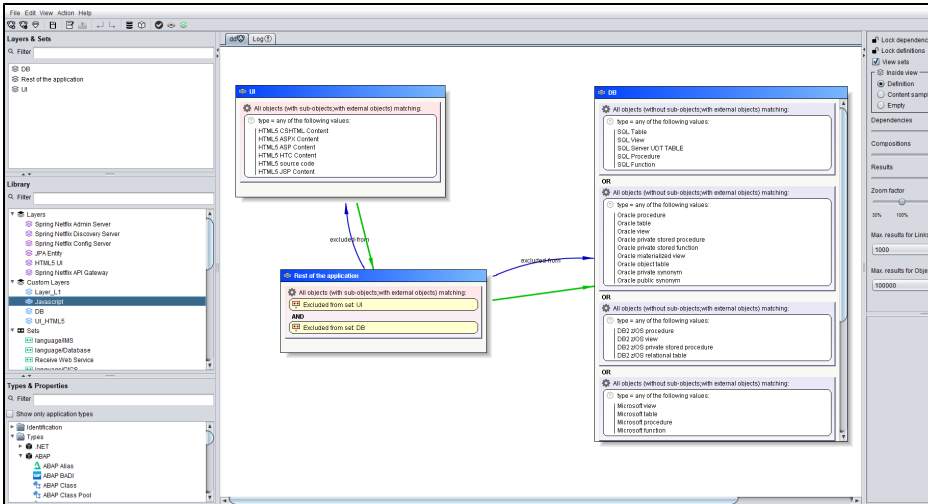 File Edit View Action Help
Layers & Sets
Filter
DB
Rest of the application
UI
Library
Filter
Layers
Spring Netflix Admin Server
Spring Netflix Discovery Server
Spring Netflix Config Server
JPA Entity
HTML5 UI
Spring Netflix API Gateway
Custom Layers
Layer_L1
Javascript
DB
UI_HTML5
Sets
language/IMS
language/Database
Receive Web Service
language/CICS
Types & Properties
Filter
Show only application types
Identification
Types
.NET
ABAP
ABAP Alias
ABAP BADI
ABAP Class
ABAP Class Pool
dd
Log
UI
All objects (with sub-objects;with external objects) matching:
type = any of the following values:
HTML5 CSHTML Content
HTML5 ASPX Content
HTML5 ASP Content
HTML5 HTC Content
HTML5 source code
HTML5 JSP Content
excluded from
excluded from
Rest of the application
All objects (with sub-objects;with external objects) matching:
Excluded from set: UI
AND
Excluded from set: DB
DB
All objects (without sub-objects;with external objects) matching:
type = any of the following values:
SQL Table
SQL View
SQL Server UDT TABLE
SQL Procedure
SQL Function
OR
All objects (without sub-objects;with external objects) matching:
type = any of the following values:
Oracle procedure
Oracle table
Oracle view
Oracle private stored procedure
Oracle private stored function
Oracle materialized view
Oracle object table
Oracle private synonym
Oracle public synonym
OR
All objects (without sub-objects;with external objects) matching:
type = any of the following values:
DB2 z/OS procedure
DB2 z/OS view
DB2 z/OS private stored procedure
DB2 z/OS relational table
OR
All objects (without sub-objects;with external objects) matching:
type = any of the following values:
Microsoft view
Microsoft table
Microsoft procedure
Microsoft function
Lock dependenc
Lock definitions
View sets
Inside view
Definition
Content sampl
Empty
Dependencies
Compositions
Results
Zoom factor
30% 100%
Max. results for Links
1000
Max. results for Obje
100000